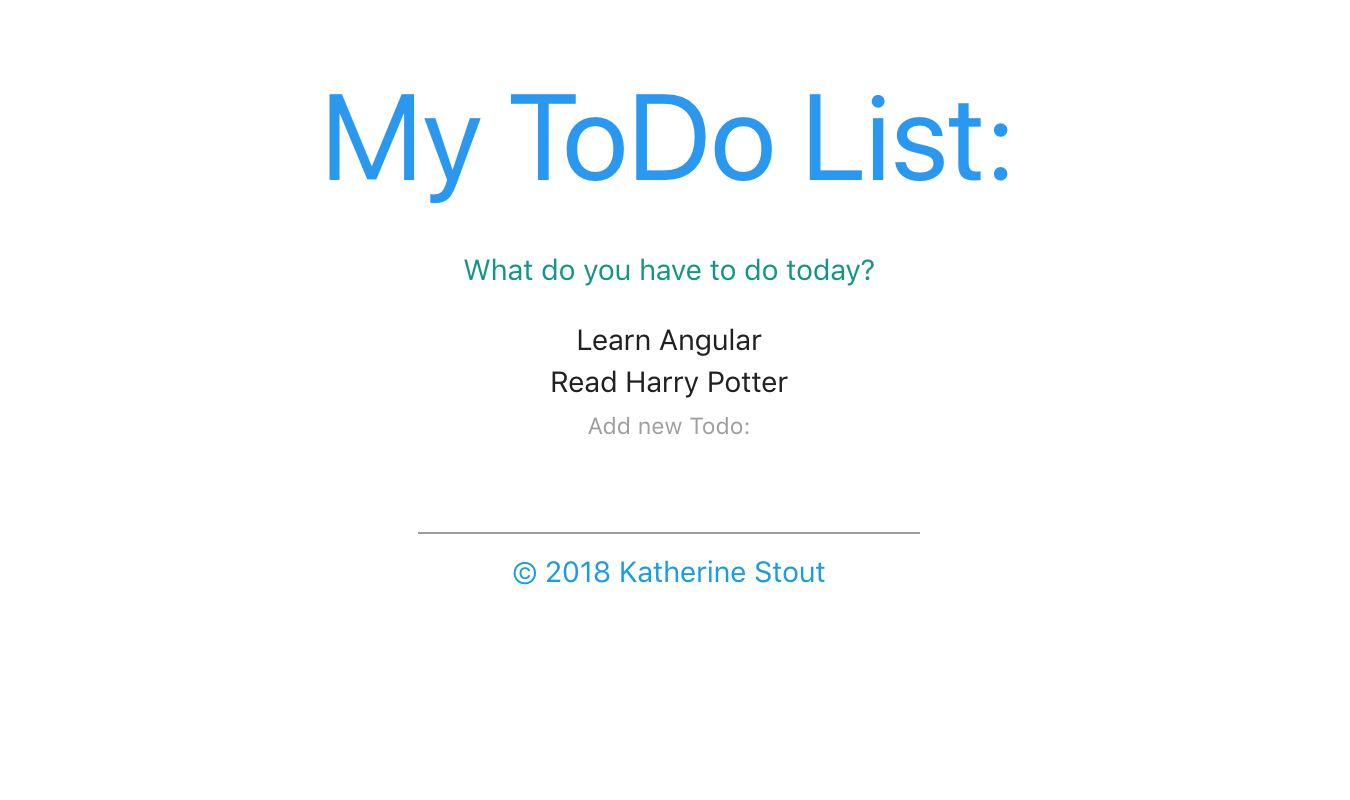 My ToDo List:
What do you have to do today?
Learn Angular
Read Harry Potter
Add new Todo:
© 2018 Katherine Stout